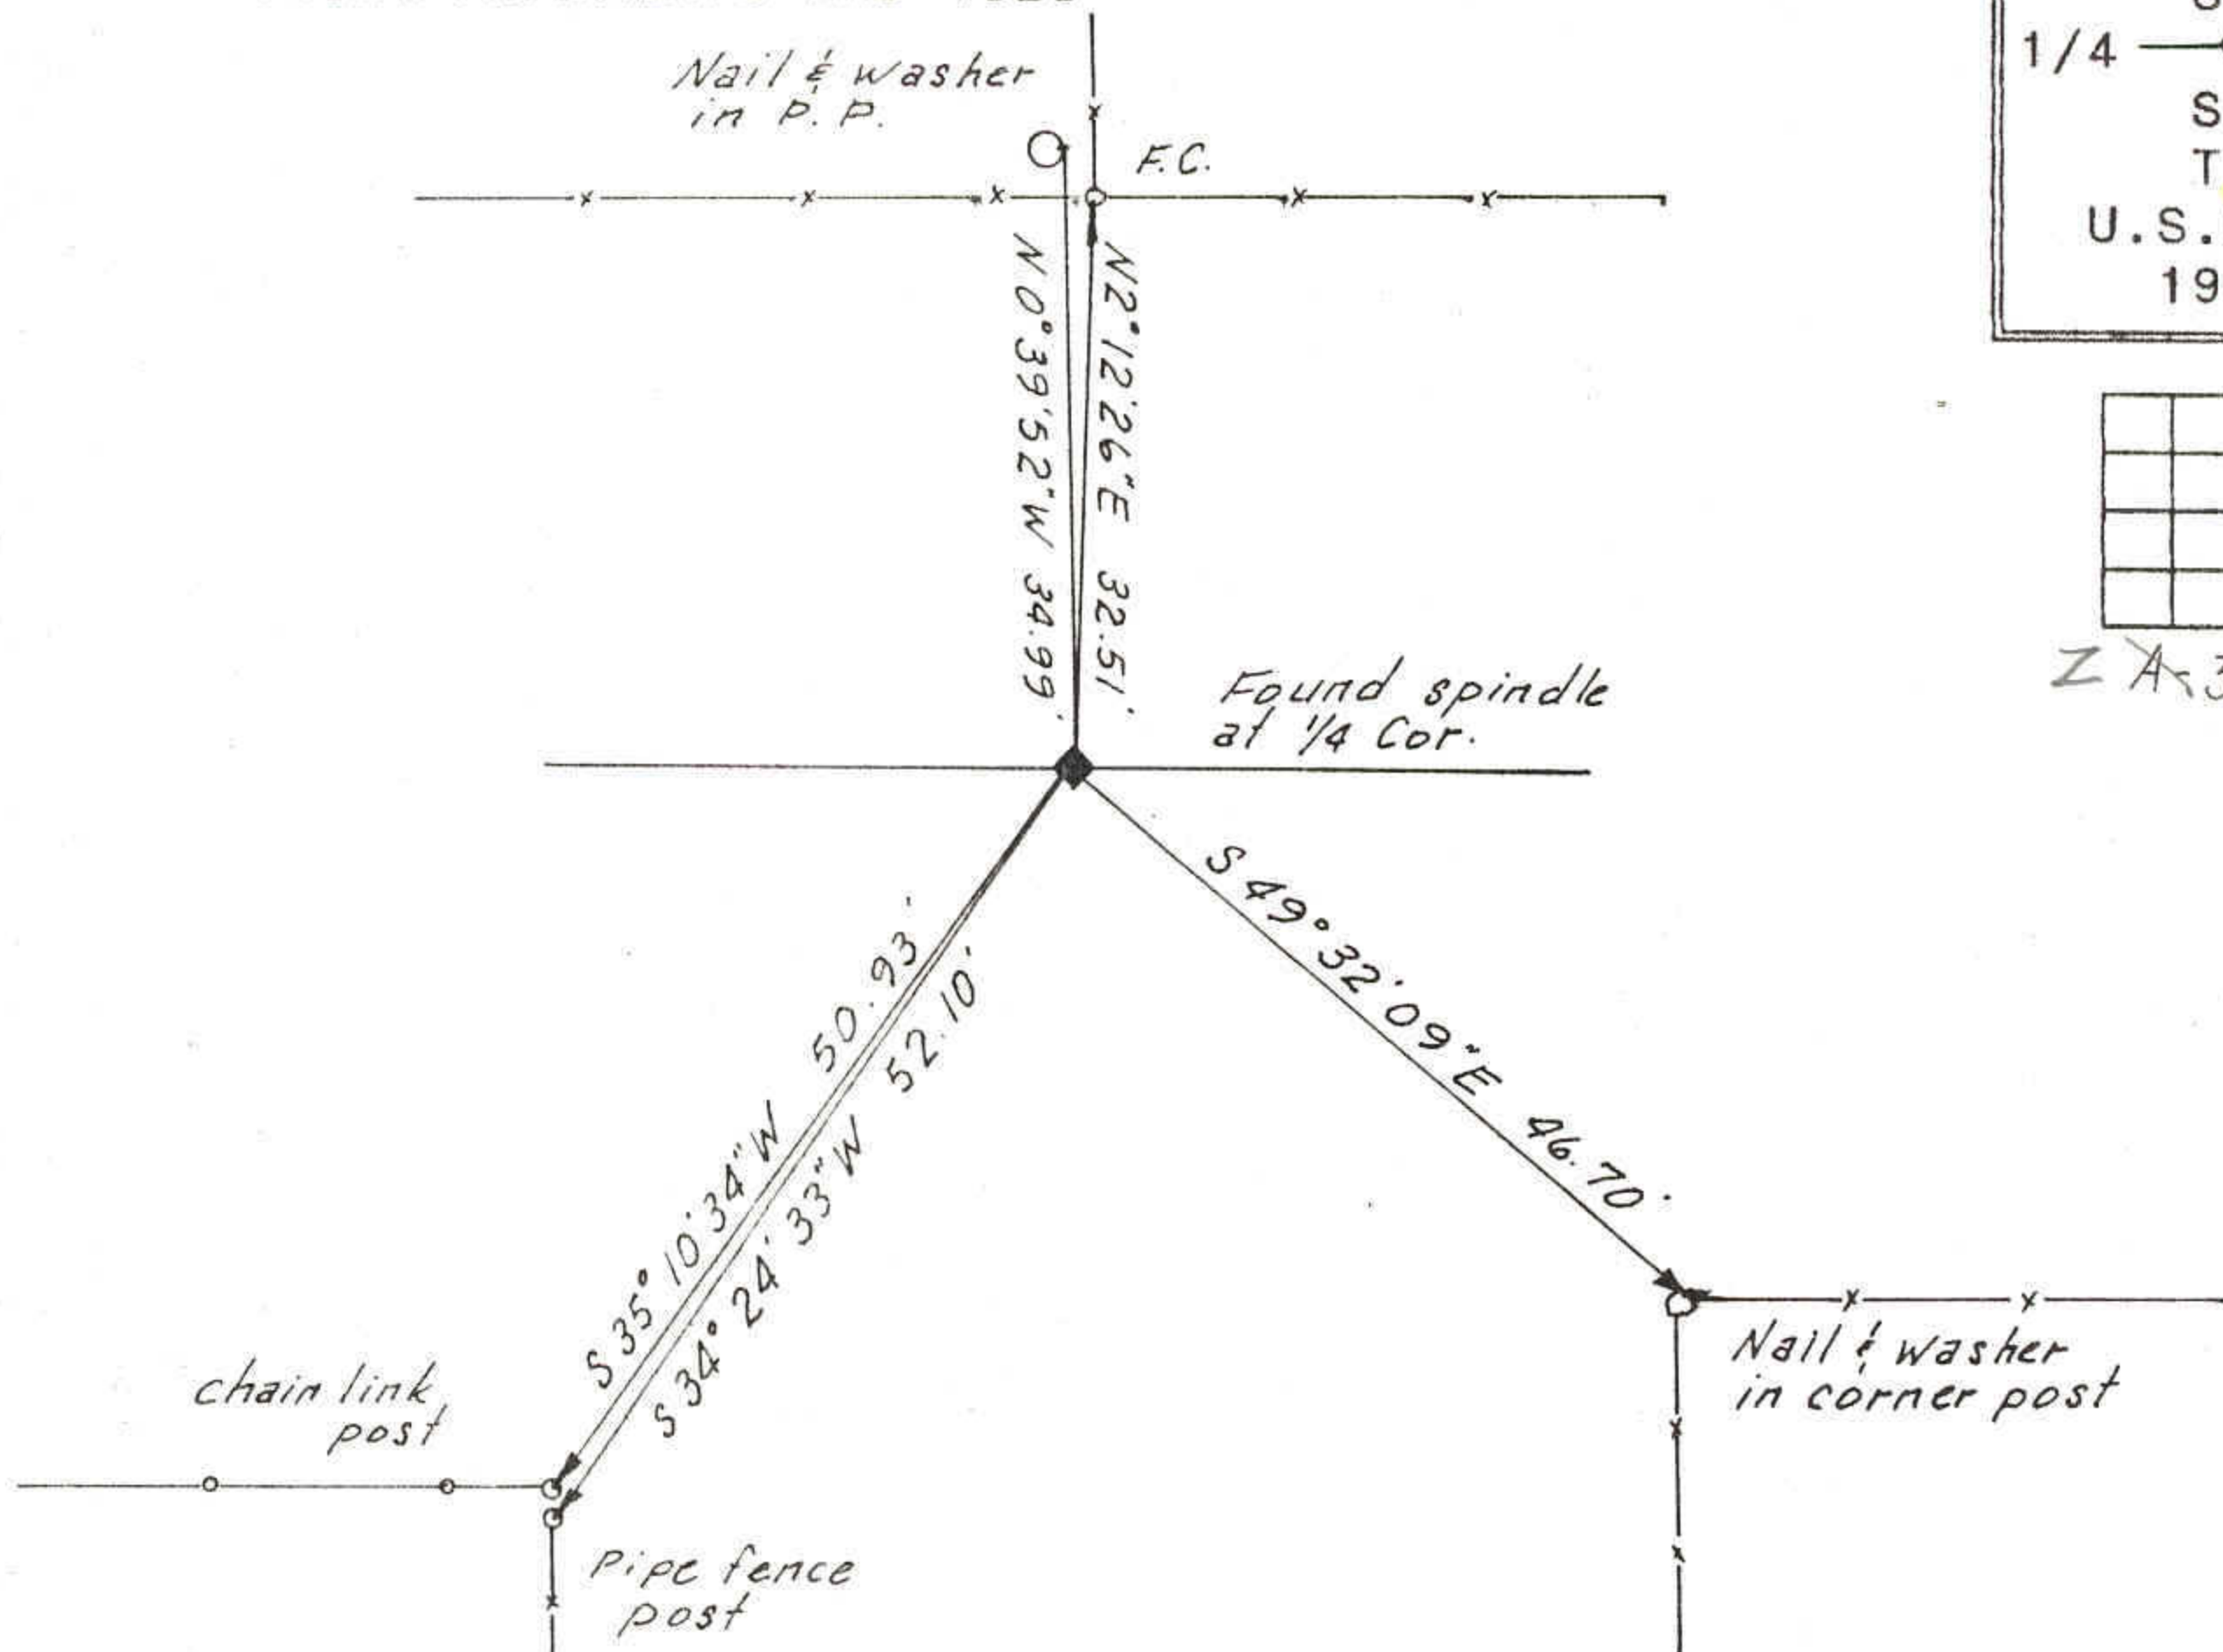 Nail & washer
in P.P.
F.C.
N 0°39'52"W 34.99'
N2°12'26"E 32.51'
Found spindle
at 1/4 Cor.
S 49°32'09"E 46.70'
50.93'
S 35°10'34"W
52.10'
S 34°24'33"W
chain link
post
Nail & washer
in corner post
Pipe fence
post
1/4
S
T
U.S.
19
Z A-3